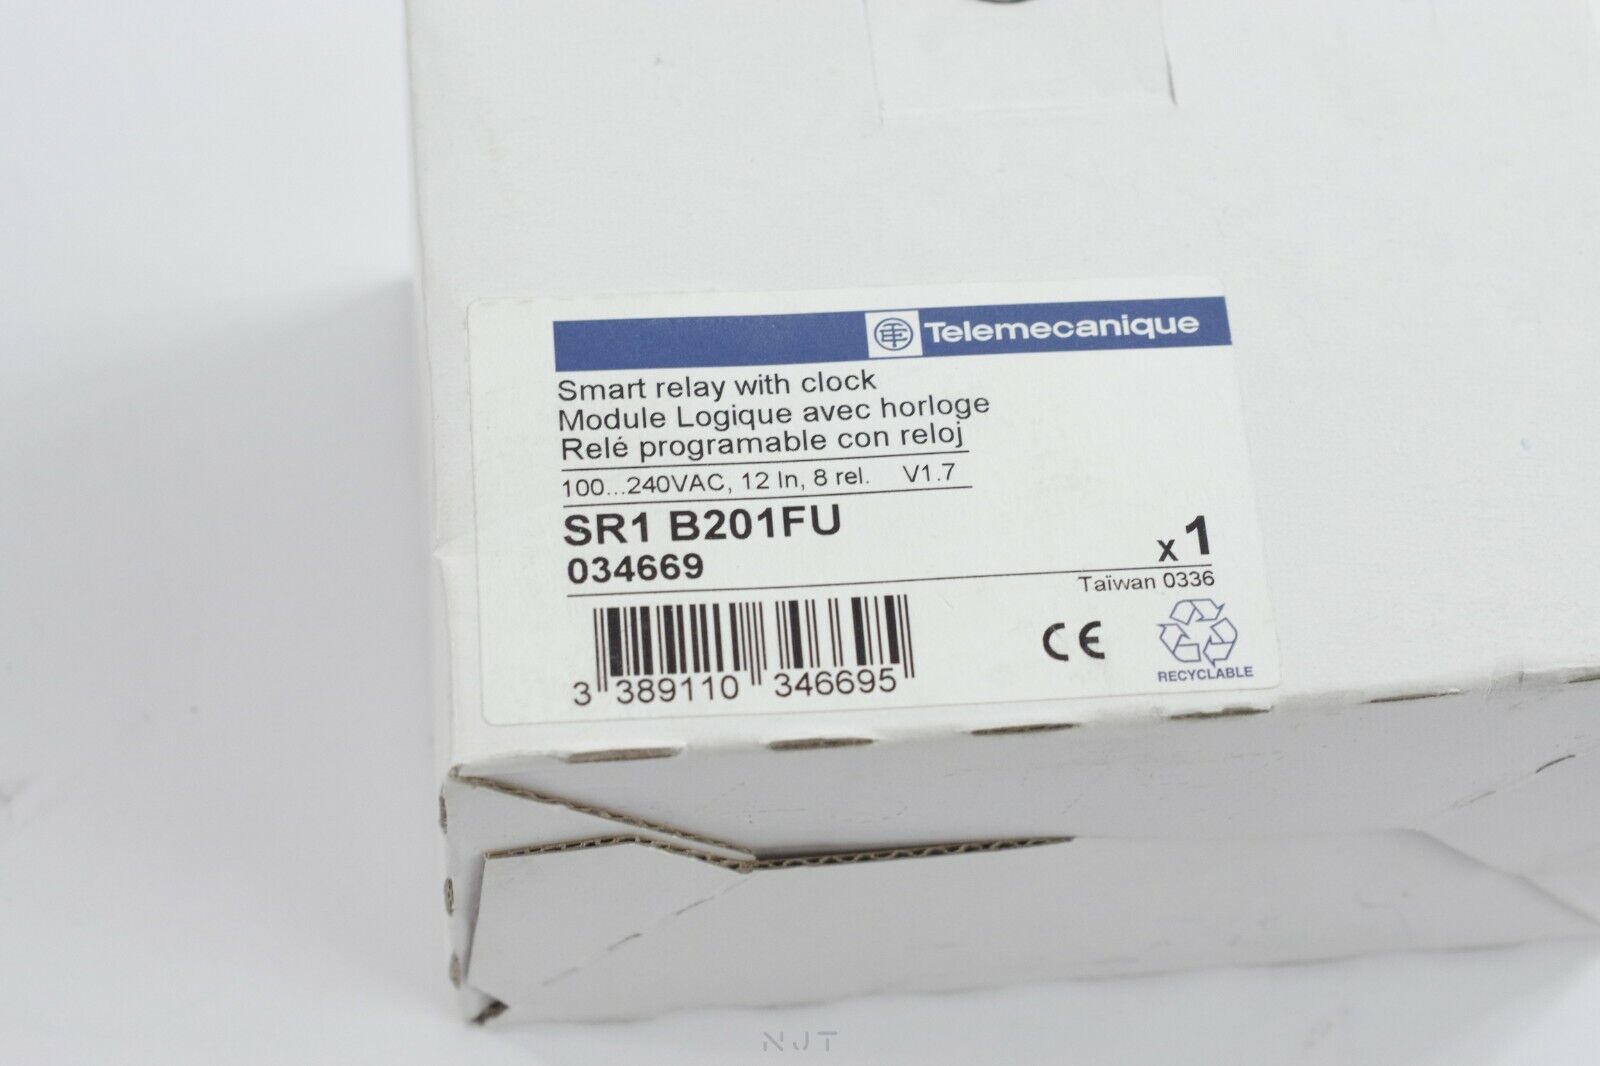 Telemecanique
Smart relay with clock
Module Logique avec horloge
Relé programable con reloj
100...240VAC, 12 In, 8 rel. V1.7
SR1 B201FU
034669
x 1
Taïwan 0336
CE
RECYCLABLE
3 389110 346695
NJT